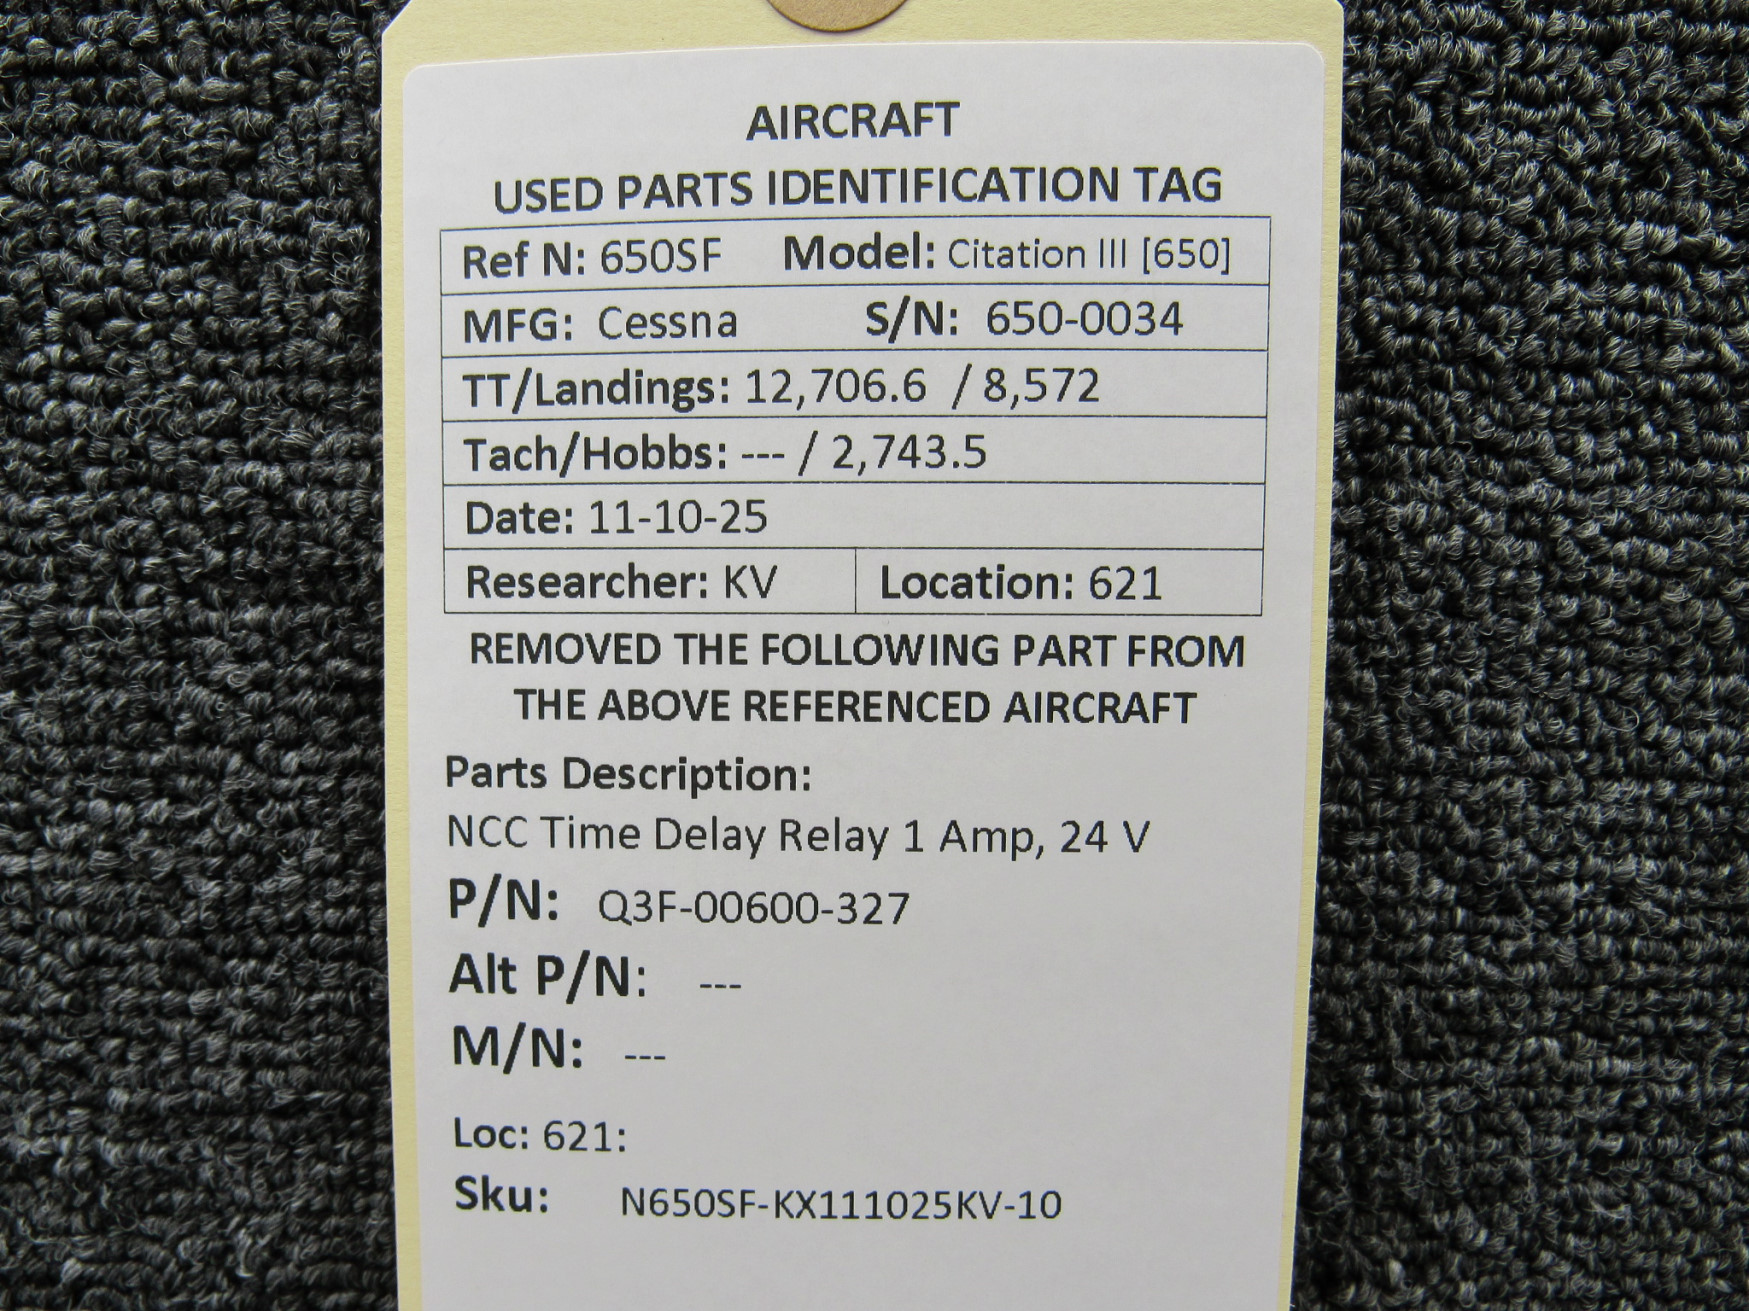 AIRCRAFT
USED PARTS IDENTIFICATION TAG
Ref N: 650SF Model: Citation III [650]
MFG: Cessna S/N: 650-0034
TT/Landings: 12,706.6 / 8,572
Tach/Hobbs: --- / 2,743.5
Date: 11-10-25
Researcher: KV Location: 621
REMOVED THE FOLLOWING PART FROM
THE ABOVE REFERENCED AIRCRAFT
Parts Description:
NCC Time Delay Relay 1 Amp, 24 V
P/N: Q3F-00600-327
Alt P/N: ---
M/N: ---
Loc: 621:
Sku: N650SF-KX111025KV-10